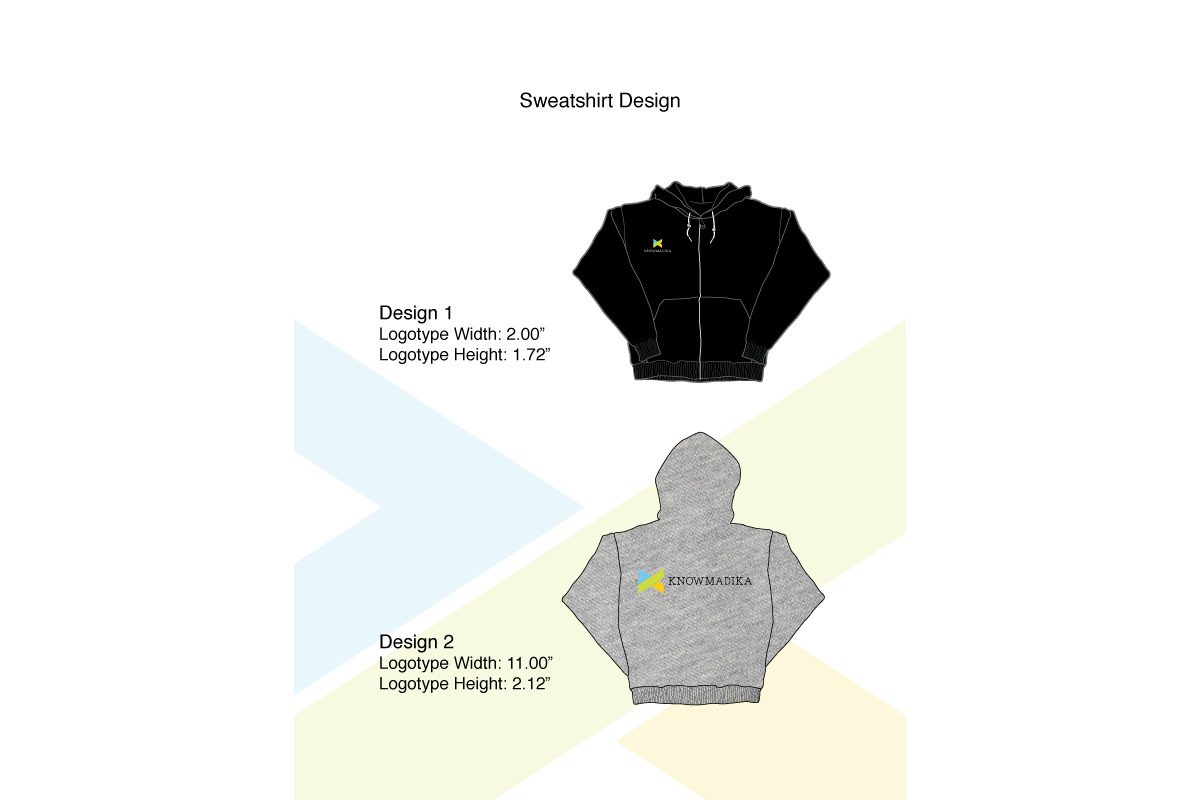 Sweatshirt Design
KNOWMADIKA
Design 1
Logotype Width: 2.00”
Logotype Height: 1.72”
KNOWMADIKA
Design 2
Logotype Width: 11.00”
Logotype Height: 2.12”